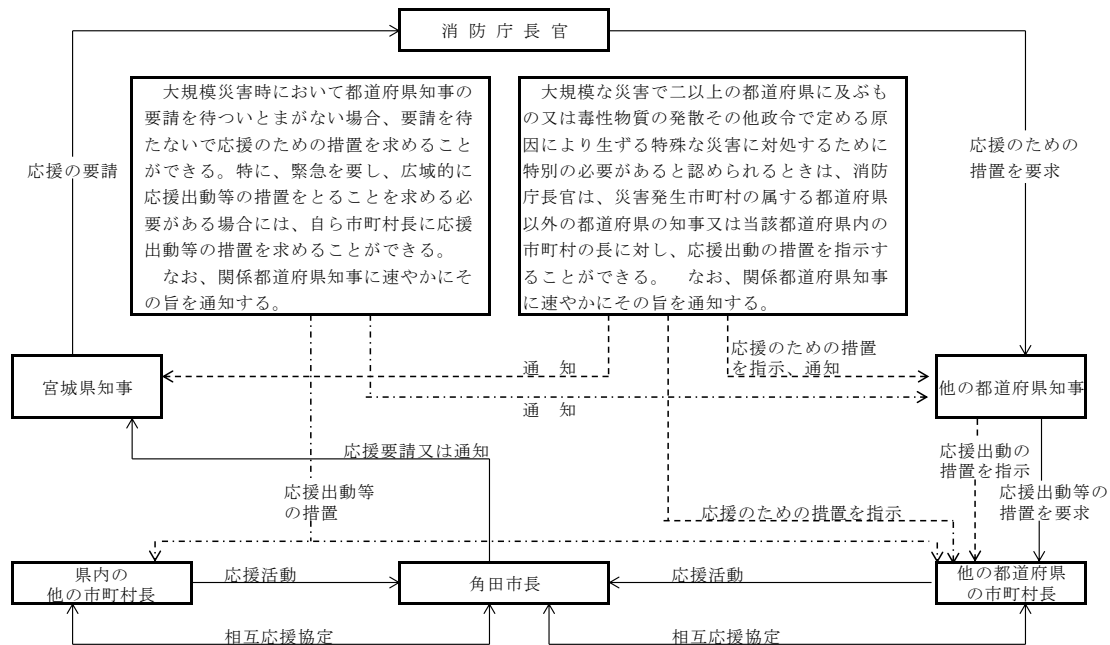 消防庁長官
大規模災害時において都道府県知事の
要請を待ついとまがない場合、要請を待
たないで応援のための措置を求めること
ができる。特に、緊急を要し、広域的に
応援出動等の措置をとることを求める必
要がある場合には、自ら市町村長に応援
出動等の措置を求めることができる。
なお、関係都道府県知事に速やかにそ
の旨を通知する。
大規模な災害で二以上の都道府県に及ぶも
の又は毒性物質の発散その他政令で定める原
因により生ずる特殊な災害に対処するために
特別の必要があると認められるときは、消防
庁長官は、災害発生市町村の属する都道府県
以外の都道府県の知事又は当該都道府県内の
市町村の長に対し、応援出動の措置を指示す
ることができる。 なお、関係都道府県知事
に速やかにその旨を通知する。
応援の要請
応援のための
措置を要求
宮城県知事
通 知
応援のための措置
を指示、通知
他の都道府県知事
通 知
応援要請又は通知
応援出動の
措置を指示
応援出動等
の措置
応援出動等の
措置を要求
応援のための措置を指示
県内の
他の市町村長
応援活動
角田市長
応援活動
他の都道府県
の市町村長
相互応援協定
相互応援協定